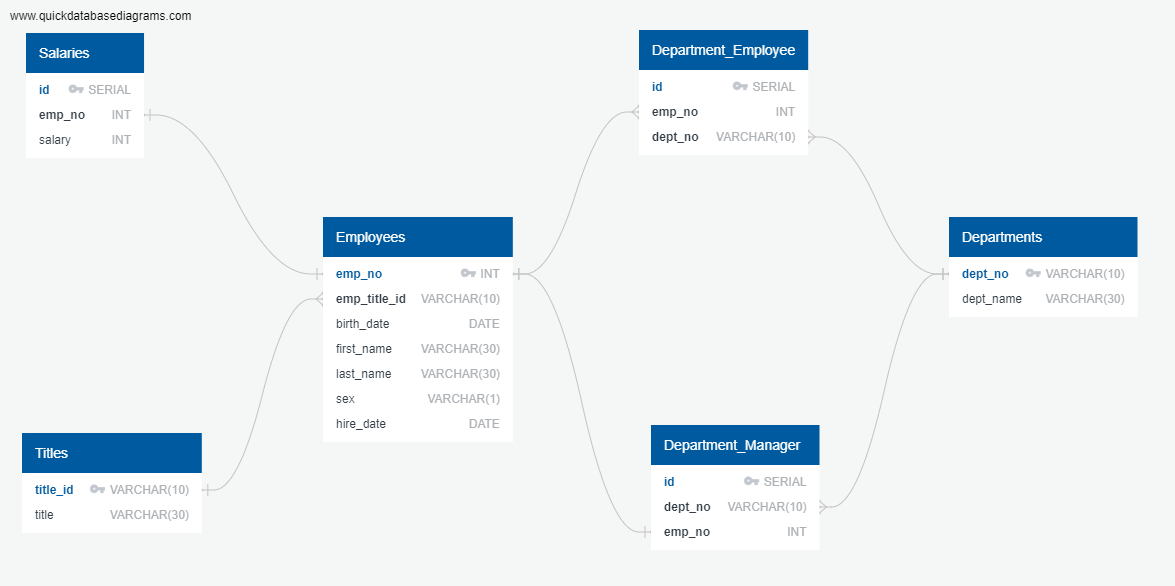 www.quickdatabasediagrams.com
Salaries
id SERIAL
emp_no INT
salary INT
Department_Employee
id SERIAL
emp_no INT
dept_no VARCHAR(10)
Employees
emp_no INT
emp_title_id VARCHAR(10)
birth_date DATE
first_name VARCHAR(30)
last_name VARCHAR(30)
sex VARCHAR(1)
hire_date DATE
Departments
dept_no VARCHAR(10)
dept_name VARCHAR(30)
Titles
title_id VARCHAR(10)
title VARCHAR(30)
Department_Manager
id SERIAL
dept_no VARCHAR(10)
emp_no INT